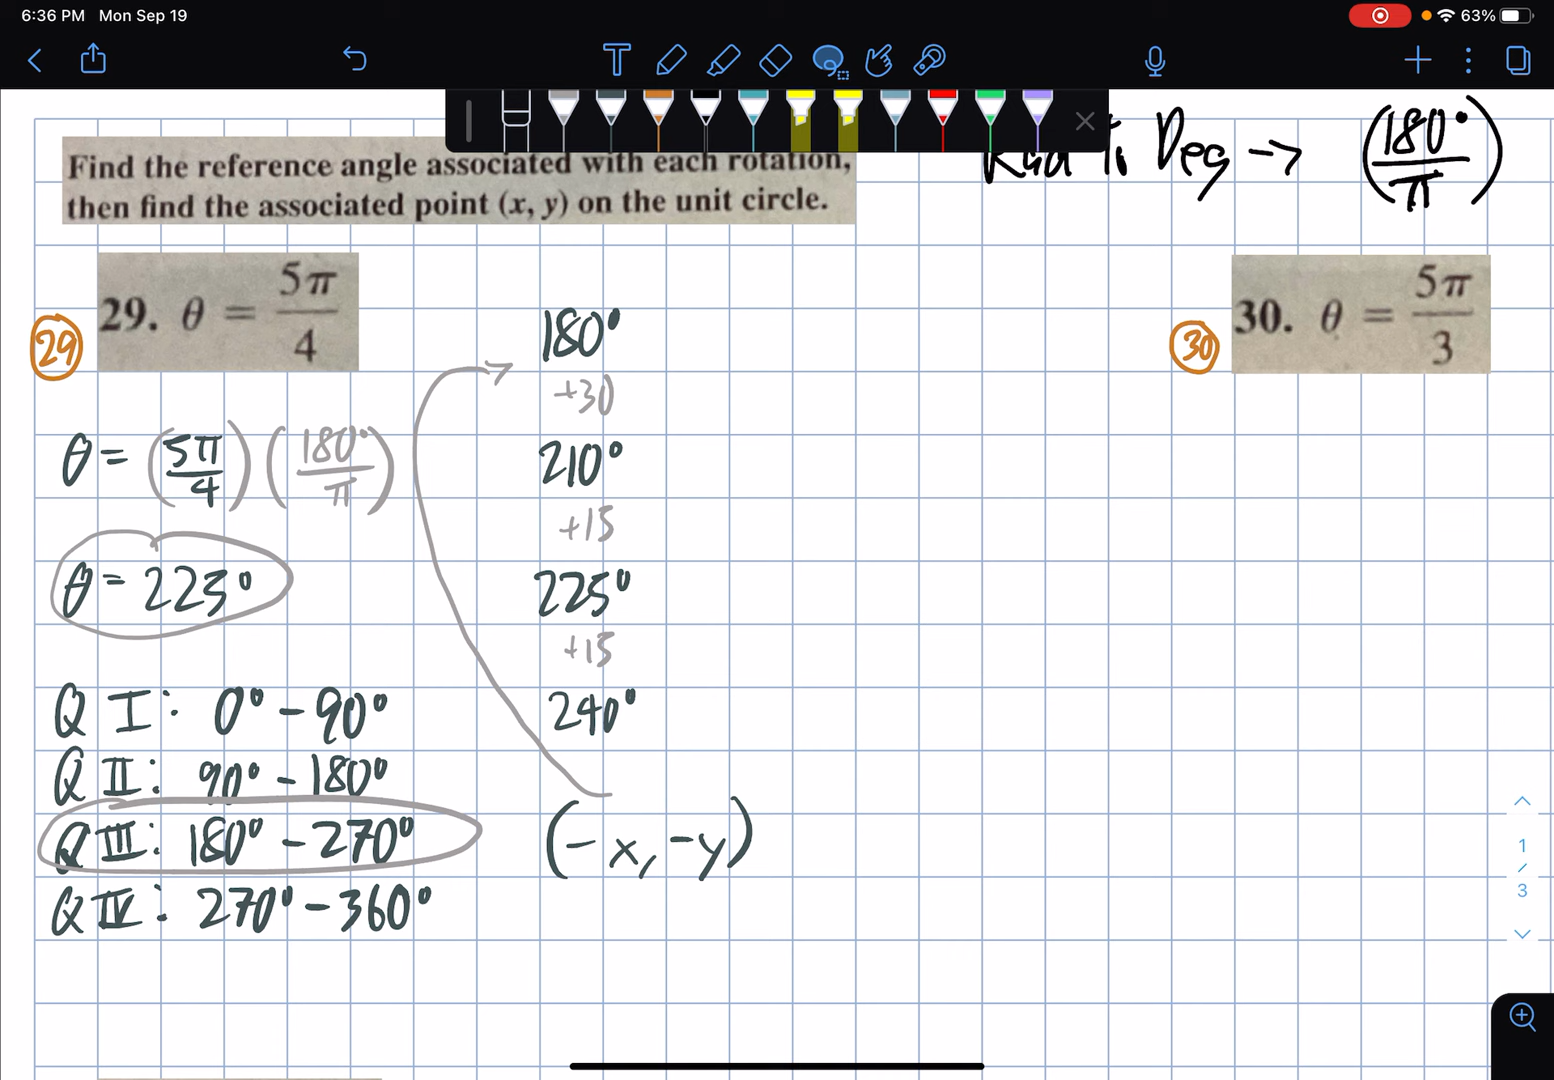 6:36 PM Mon Sep 19
63%
Rad to Deg → (180°/π)
Find the reference angle associated with each rotation,
then find the associated point (x, y) on the unit circle.
29
29. θ = 5π/4
30
30. θ = 5π/3
θ = (5π/4)(180°/π)
θ = 225°
Q I: 0° - 90°
Q II: 90° - 180°
Q III: 180° - 270°
Q IV: 270° - 360°
180°
+30
210°
+15
225°
+15
240°
(-x, -y)
1
/
3